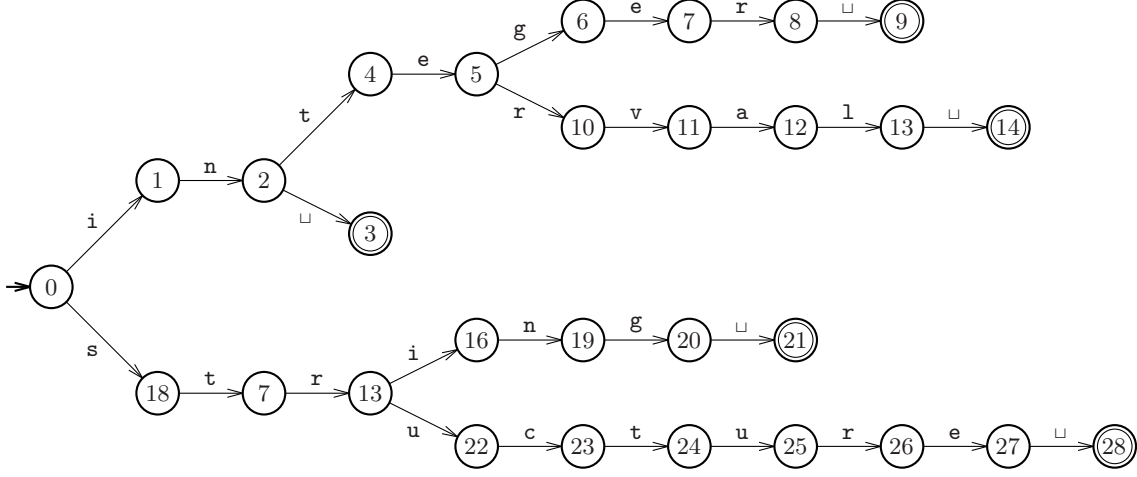 e r ␣
g 6 7 8 9
4 e 5
r v a l ␣
t 10 11 12 13 14
n
1 2
i ␣
3
0
n g ␣
s i 16 19 20 21
t r
18 7 13
u c t u r e ␣
22 23 24 25 26 27 28